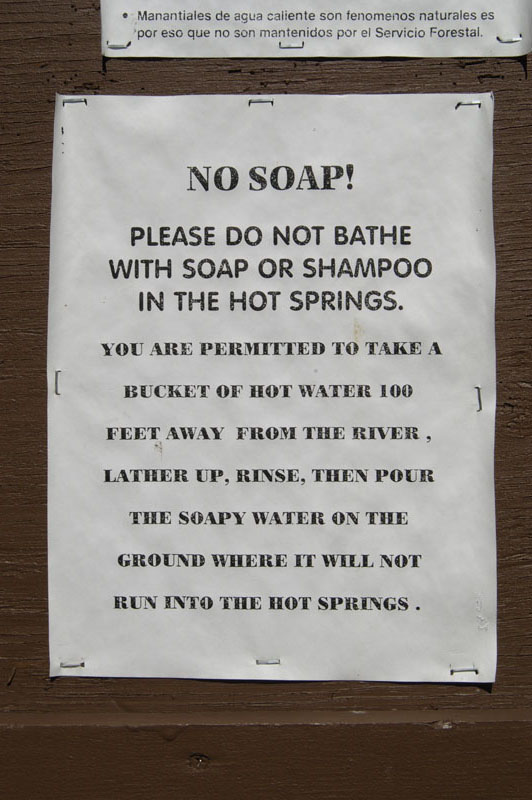 • Manantiales de agua caliente son fenomenos naturales es
por eso que no son mantenidos por el Servicio Forestal.
NO SOAP!
PLEASE DO NOT BATHE
WITH SOAP OR SHAMPOO
IN THE HOT SPRINGS.
YOU ARE PERMITTED TO TAKE A
BUCKET OF HOT WATER 100
FEET AWAY FROM THE RIVER ,
LATHER UP, RINSE, THEN POUR
THE SOAPY WATER ON THE
GROUND WHERE IT WILL NOT
RUN INTO THE HOT SPRINGS .